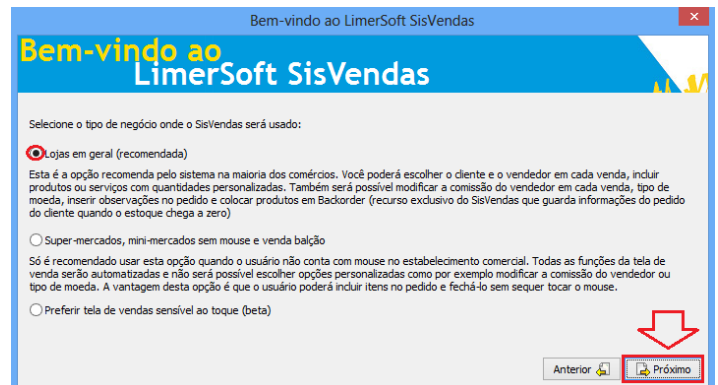 Bem-vindo ao LimerSoft SisVendas
Bem-vindo ao
LimerSoft SisVendas
Selecione o tipo de negócio onde o SisVendas será usado:
Lojas em geral (recomendada)
Esta é a opção recomenda pelo sistema na maioria dos comércios. Você poderá escolher o cliente e o vendedor em cada venda, incluir
produtos ou serviços com quantidades personalizadas. Também será possível modificar a comissão do vendedor em cada venda, tipo de
moeda, inserir observações no pedido e colocar produtos em Backorder (recurso exclusivo do SisVendas que guarda informações do pedido
do cliente quando o estoque chega a zero)
Super-mercados, mini-mercados sem mouse e venda balção
Só é recomendado usar esta opção quando o usuário não conta com mouse no estabelecimento comercial. Todas as funções da tela de
venda serão automatizadas e não será possível escolher opções personalizadas como por exemplo modificar a comissão do vendedor ou
tipo de moeda. A vantagem desta opção é que o usuário poderá incluir itens no pedido e fechá-lo sem sequer tocar o mouse.
Preferir tela de vendas sensível ao toque (beta)
Anterior
Próximo